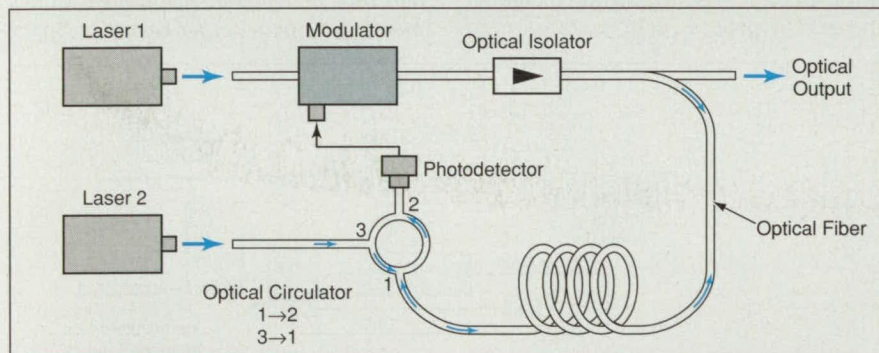 Laser 1
Modulator
Optical Isolator
Optical
Output
Photodetector
Laser 2
2
3
1
Optical Fiber
Optical Circulator
1→2
3→1